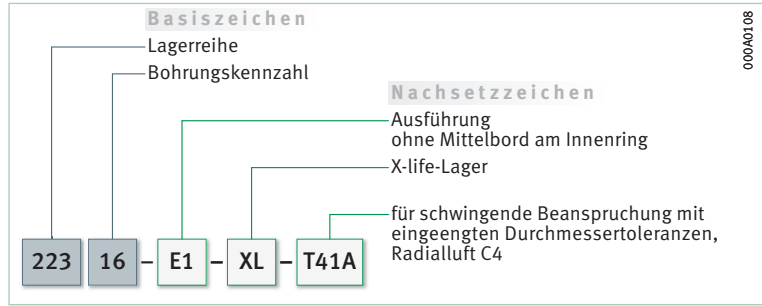 Basiszeichen
Lagerreihe
Bohrungskennzahl
Nachsetzzeichen
Ausführung
ohne Mittelbord am Innenring
X-life-Lager
für schwingende Beanspruchung mit
eingeengten Durchmessertoleranzen,
Radialluft C4
223 16 – E1 – XL – T41A
000A0108